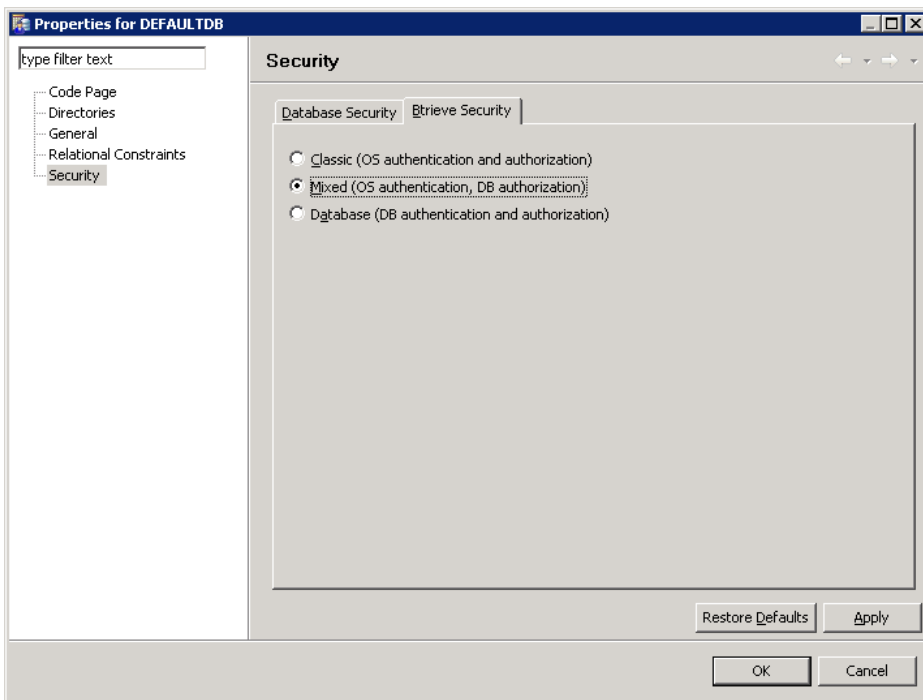 Properties for DEFAULTDB
type filter text
Code Page
Directories
General
Relational Constraints
Security
Security
Database Security
Btrieve Security
Classic (OS authentication and authorization)
Mixed (OS authentication, DB authorization)
Database (DB authentication and authorization)
Restore Defaults
Apply
OK
Cancel